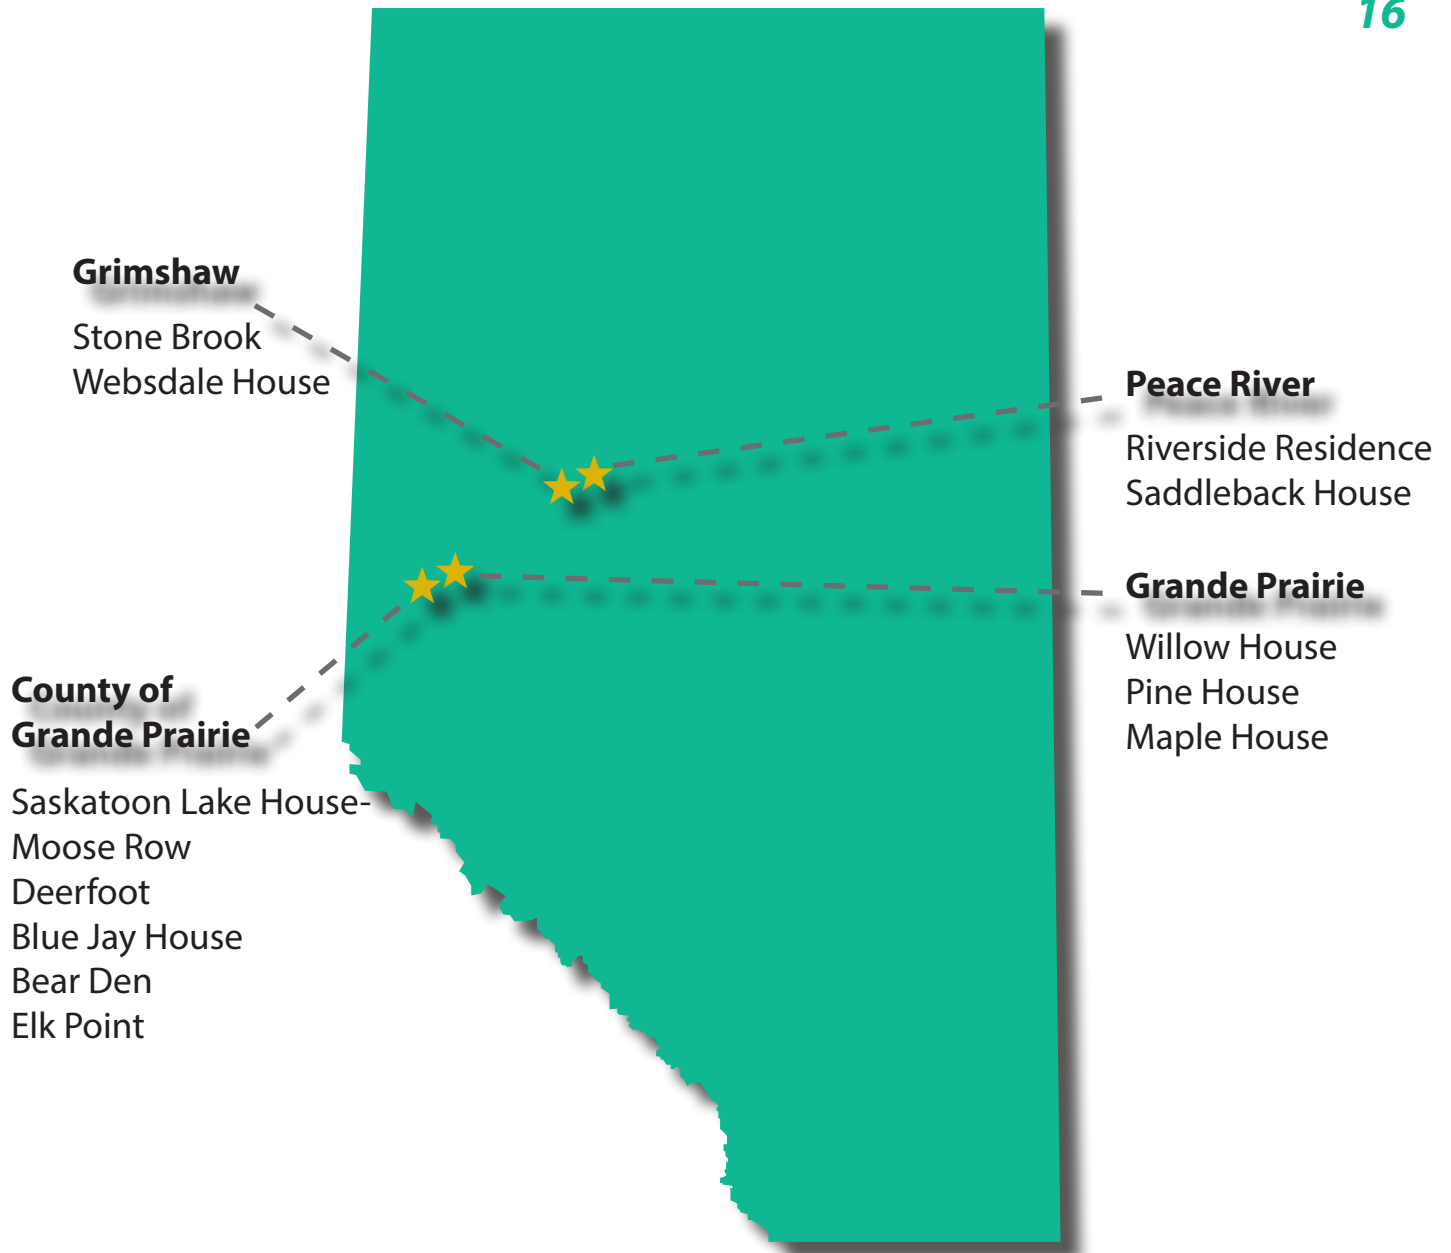 16
Grimshaw
Stone Brook
Websdale House
Peace River
Riverside Residence
Saddleback House
Grande Prairie
Willow House
Pine House
Maple House
County of
Grande Prairie
Saskatoon Lake House-
Moose Row
Deerfoot
Blue Jay House
Bear Den
Elk Point